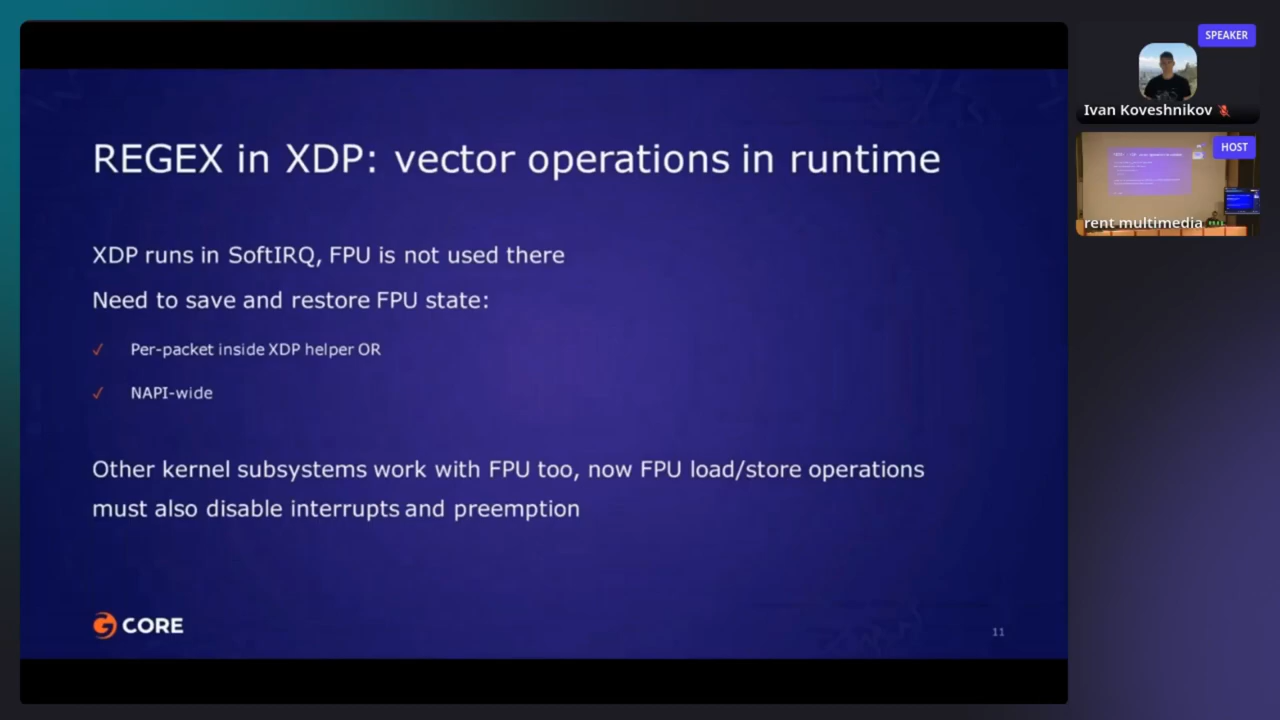 REGEX in XDP: vector operations in runtime
XDP runs in SoftIRQ, FPU is not used there
Need to save and restore FPU state:
✓ Per-packet inside XDP helper OR
✓ NAPI-wide
Other kernel subsystems work with FPU too, now FPU load/store operations
must also disable interrupts and preemption
CORE
11
SPEAKER
Ivan Koveshnikov
HOST
rent multimedia